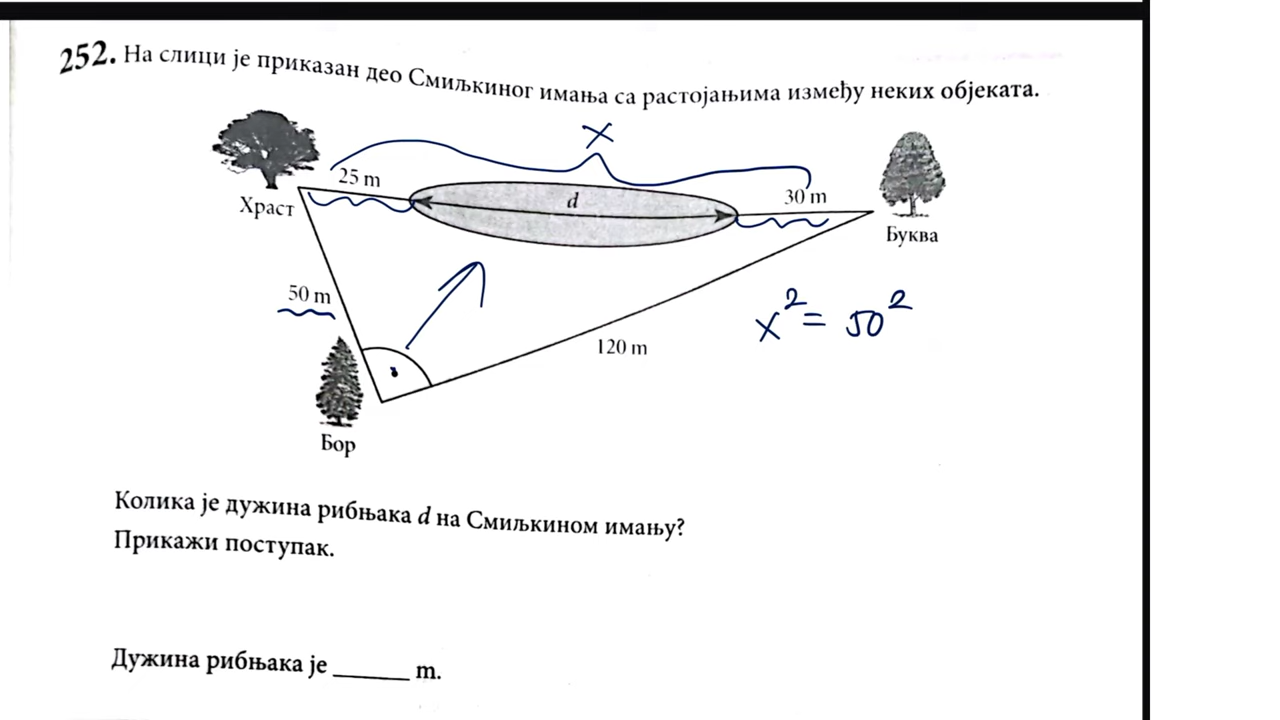 252. На слици је приказан део Смиљкиног имања са растојањима између неких објеката.
x
25 m
d
30 m
Храст
Буква
50 m
x² = 50²
120 m
Бор
Колика је дужина рибњака d на Смиљкином имању?
Прикажи поступак.
Дужина рибњака је ______ m.